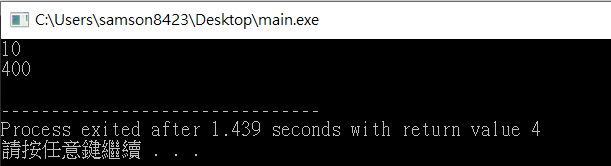 C:\Users\samson8423\Desktop\main.exe
10
400
--------------------------------
Process exited after 1.439 seconds with return value 4
請按任意鍵繼續 . . .